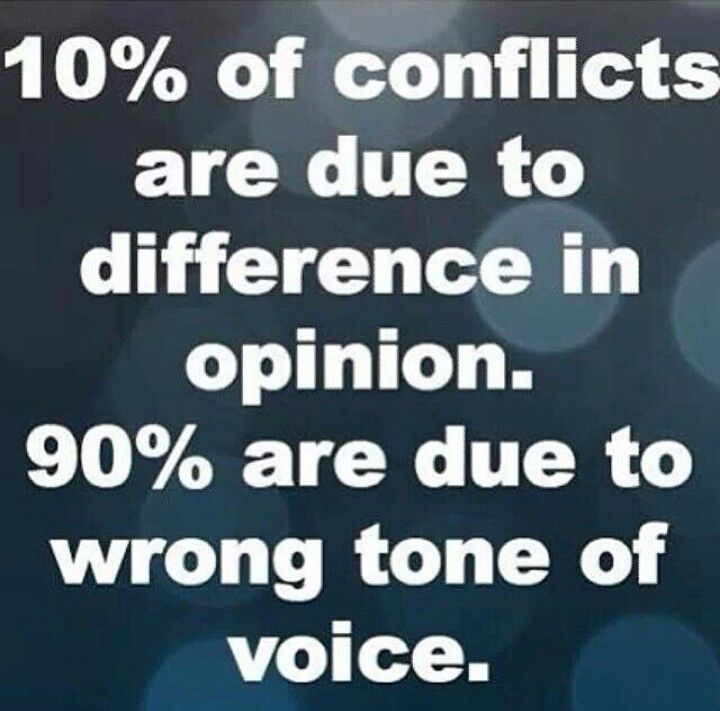 10% of conflicts
are due to
difference in
opinion.
90% are due to
wrong tone of
voice.